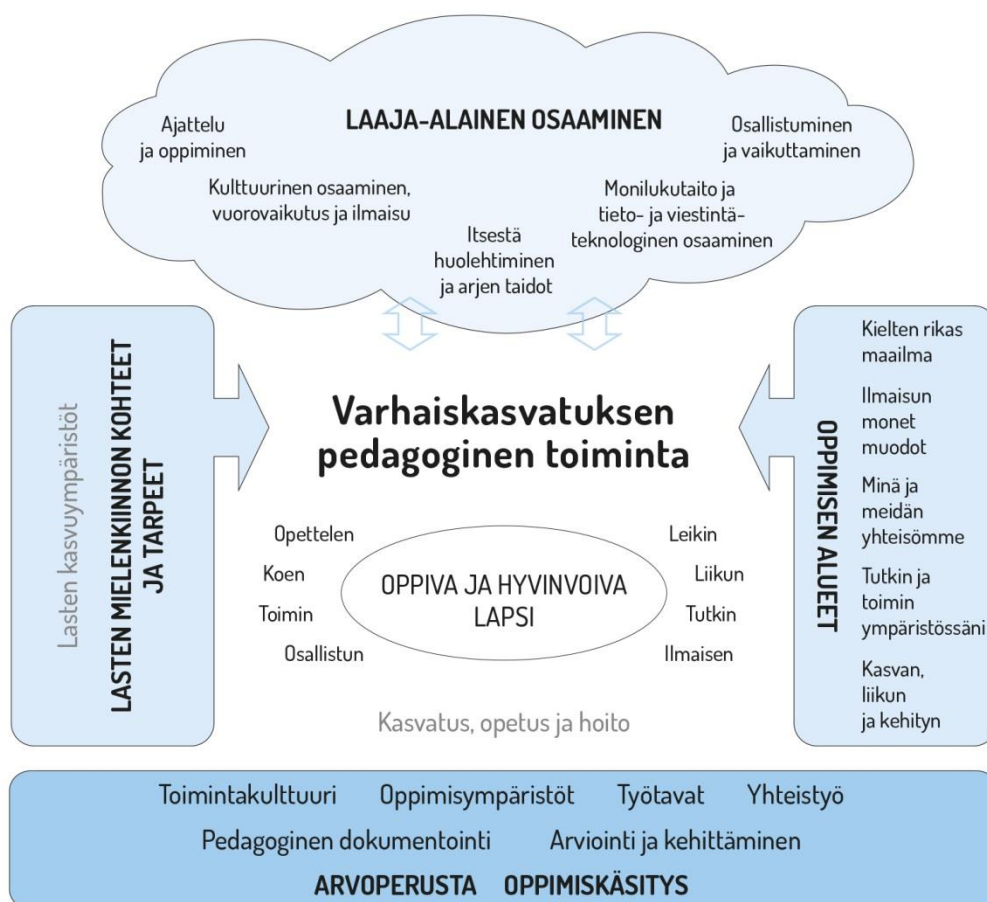 LAAJA-ALAINEN OSAAMINEN
Ajattelu
ja oppiminen
Osallistuminen
ja vaikuttaminen
Kulttuurinen osaaminen,
vuorovaikutus ja ilmaisu
Monilukutaito ja
tieto- ja viestintä-
teknologinen osaaminen
Itsestä
huolehtiminen
ja arjen taidot
Lasten kasvuympäristöt
LASTEN MIELENKIINNON KOHTEET
JA TARPEET
Varhaiskasvatuksen
pedagoginen toiminta
Opettelen
Koen
Toimin
Osallistun
OPPIVA JA HYVINVOIVA
LAPSI
Leikin
Liikun
Tutkin
Ilmaisen
Kasvatus, opetus ja hoito
OPPIMISEN ALUEET
Kielten rikas
maailma
Ilmaisun
monet
muodot
Minä ja
meidän
yhteisömme
Tutkin ja
toimin
ympäristössäni
Kasvan,
liikun
ja kehityn
Toimintakulttuuri Oppimisympäristöt Työtavat Yhteistyö
Pedagoginen dokumentointi Arviointi ja kehittäminen
ARVOPERUSTA OPPIMISKÄSITYS